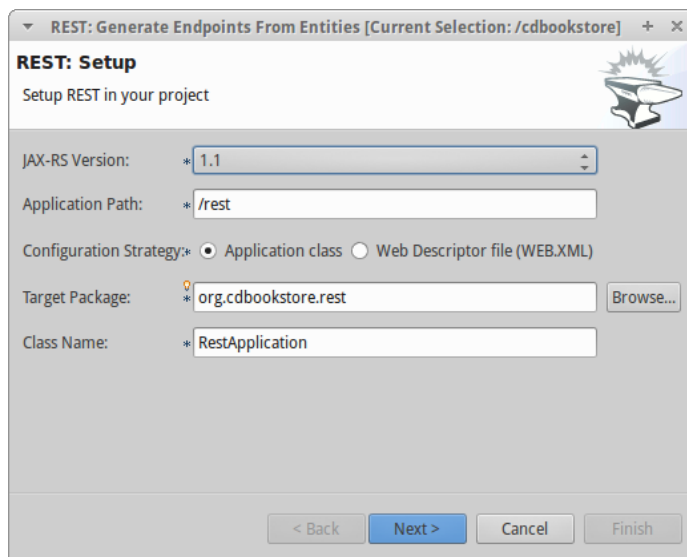 REST: Generate Endpoints From Entities [Current Selection: /cdbookstore]
REST: Setup
Setup REST in your project
JAX-RS Version: * 1.1
Application Path: * /rest
Configuration Strategy:* Application class Web Descriptor file (WEB.XML)
Target Package: * org.cdbookstore.rest Browse...
Class Name: * RestApplication
< Back Next > Cancel Finish